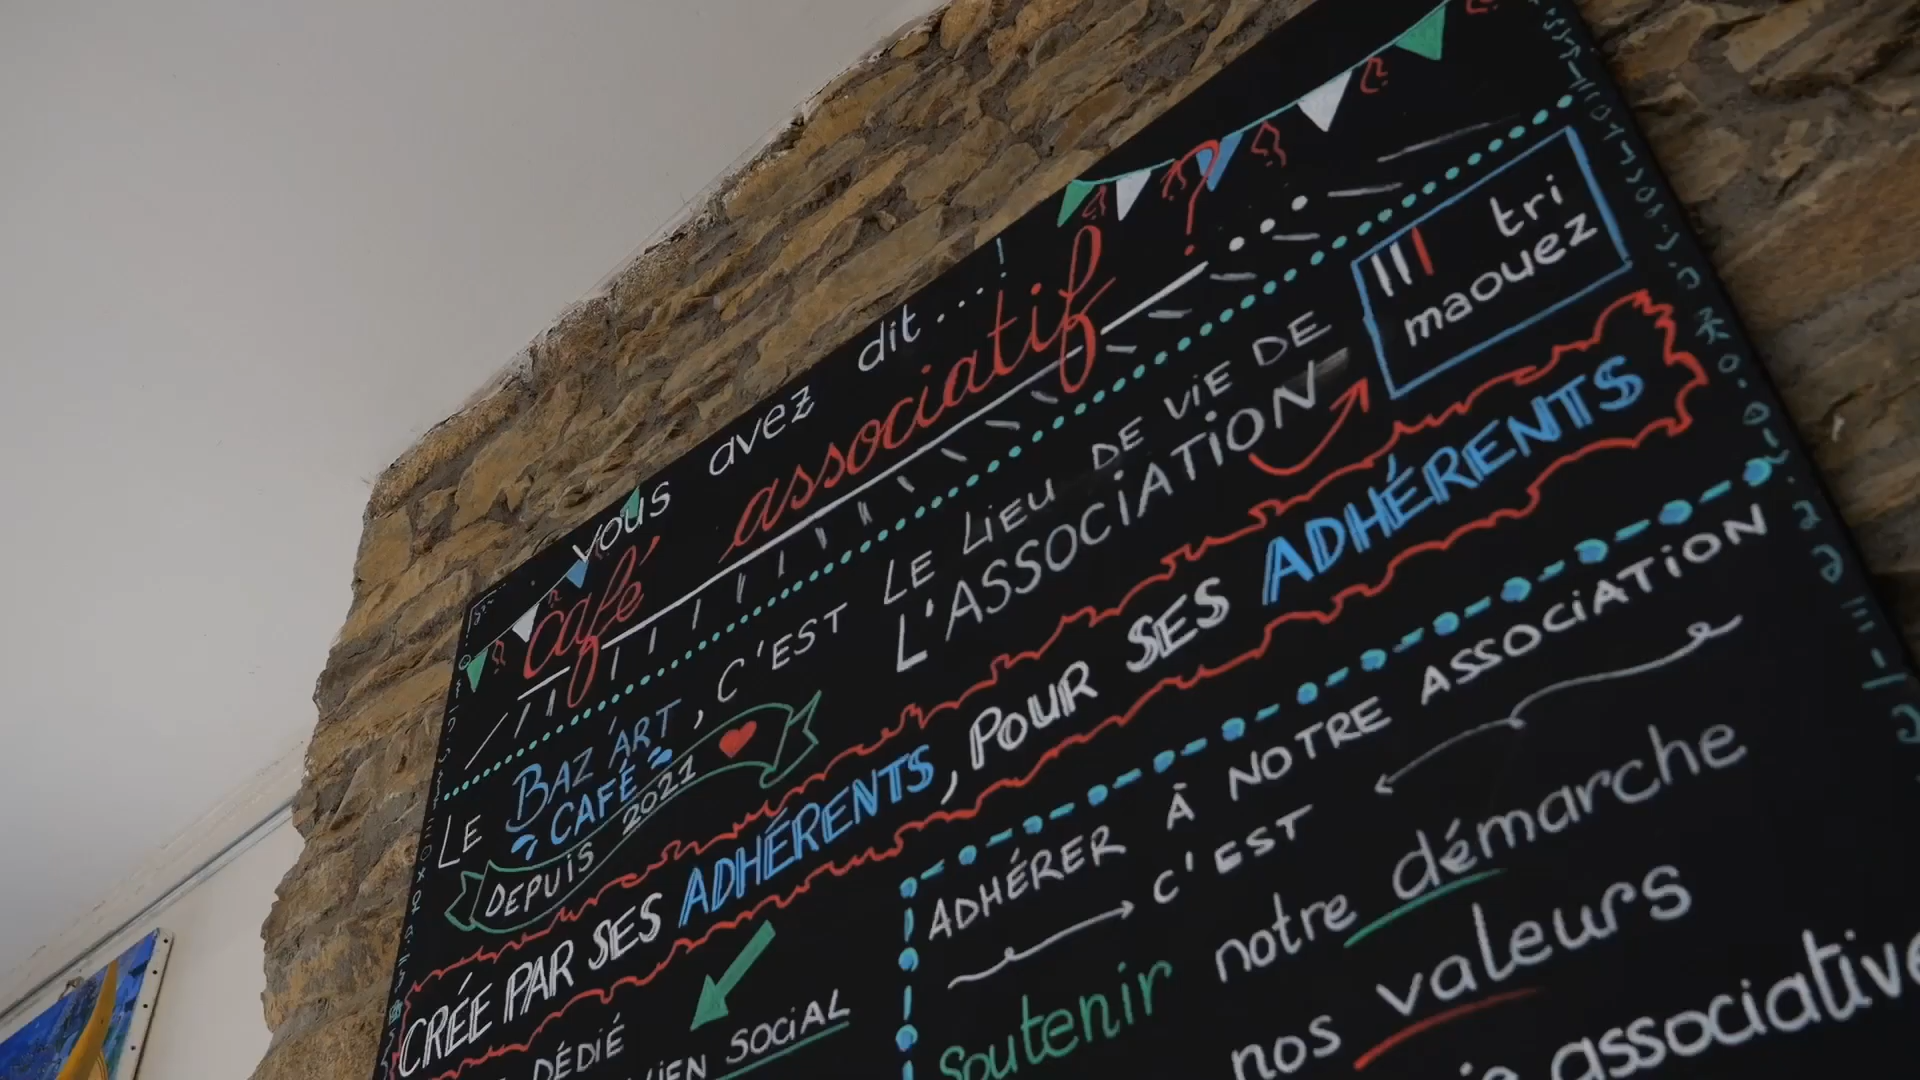 vous avez dit ... !
café associatif ? ...
LE BAZ'ART CAFÉ, C'EST LE LIEU DE VIE DE L'ASSOCIATION
tri
maouez
DEPUIS 2021
CRÉE PAR SES ADHÉRENTS, POUR SES ADHÉRENTS
DÉDIÉ
LIEN SOCIAL
ADHÉRER À NOTRE ASSOCIATION
C'EST
Soutenir notre démarche
nos valeurs
associative